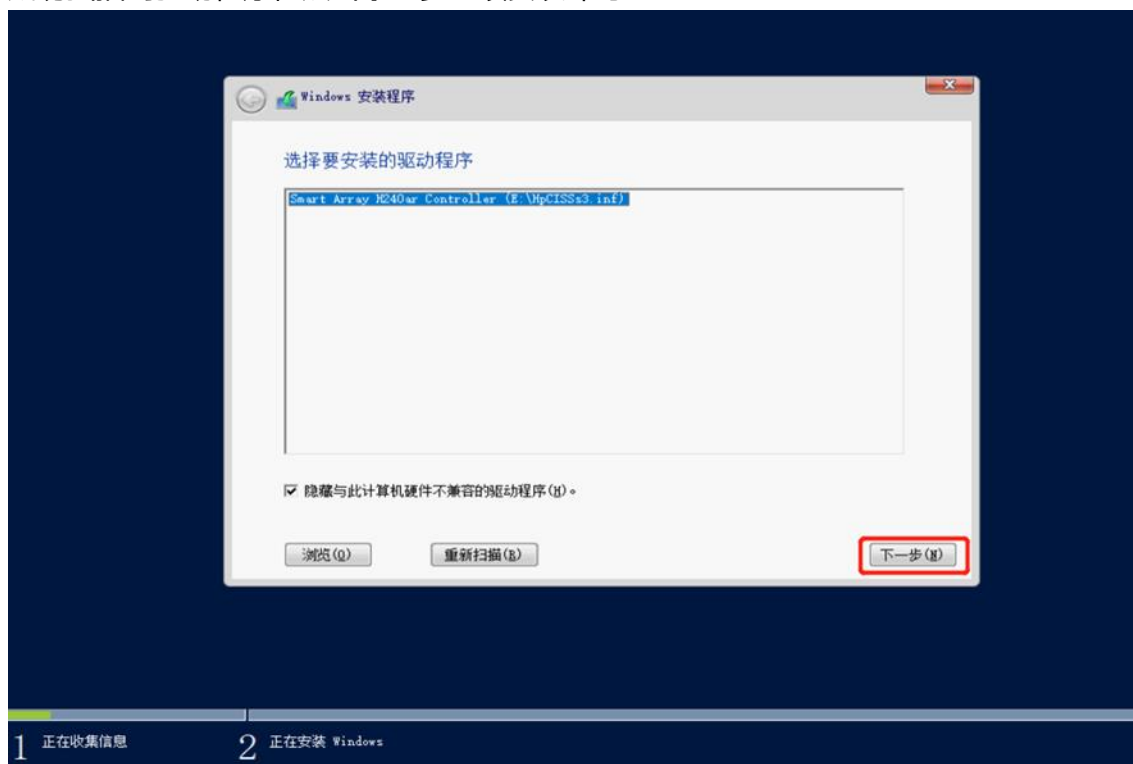 Windows 安装程序
选择要安装的驱动程序
Smart Array H240ar Controller (E:\HpCISSs3.inf)
隐藏与此计算机硬件不兼容的驱动程序(H)。
浏览(O)
重新扫描(R)
下一步(N)
1 正在收集信息
2 正在安装 Windows